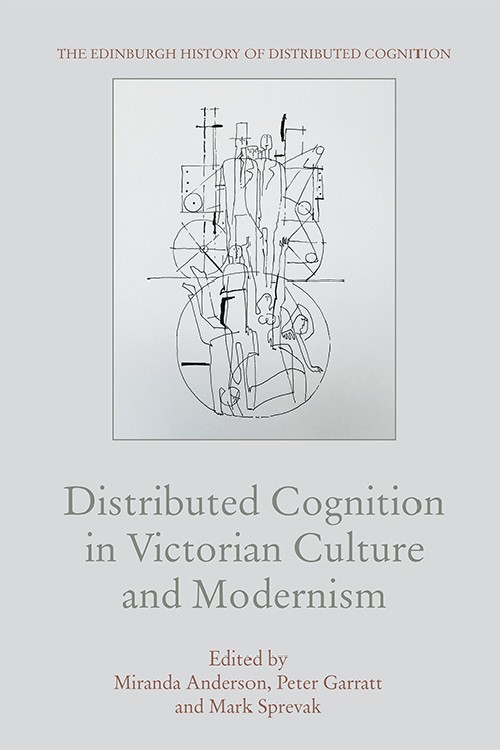 THE EDINBURGH HISTORY OF DISTRIBUTED COGNITION
Distributed Cognition
in Victorian Culture
and Modernism
Edited by
Miranda Anderson, Peter Garratt
and Mark Sprevak